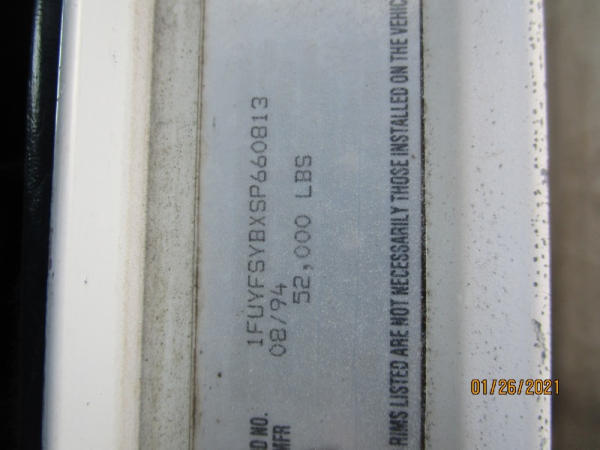 D NO. 1FUYFSYBXSP660813
MFR 08/94
52,000 LBS
RIMS LISTED ARE NOT NECESSARILY THOSE INSTALLED ON THE VEHIC
01/26/2021